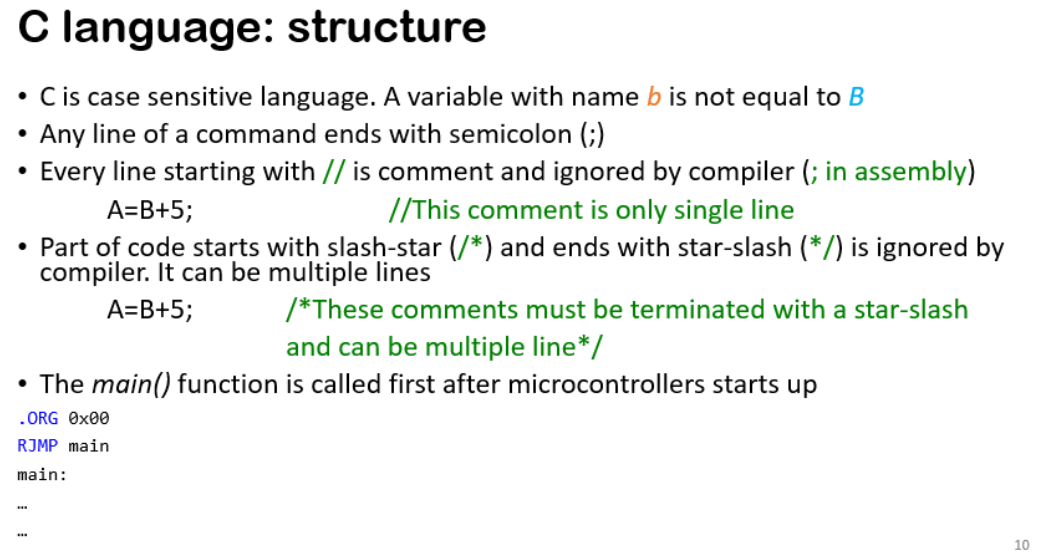 C language: structure
• C is case sensitive language. A variable with name b is not equal to B
• Any line of a command ends with semicolon (;)
• Every line starting with // is comment and ignored by compiler (; in assembly)
A=B+5; //This comment is only single line
• Part of code starts with slash-star (/*) and ends with star-slash (*/) is ignored by
compiler. It can be multiple lines
A=B+5; /*These comments must be terminated with a star-slash
and can be multiple line*/
• The main() function is called first after microcontrollers starts up
.ORG 0x00
RJMP main
main:
…
…
10